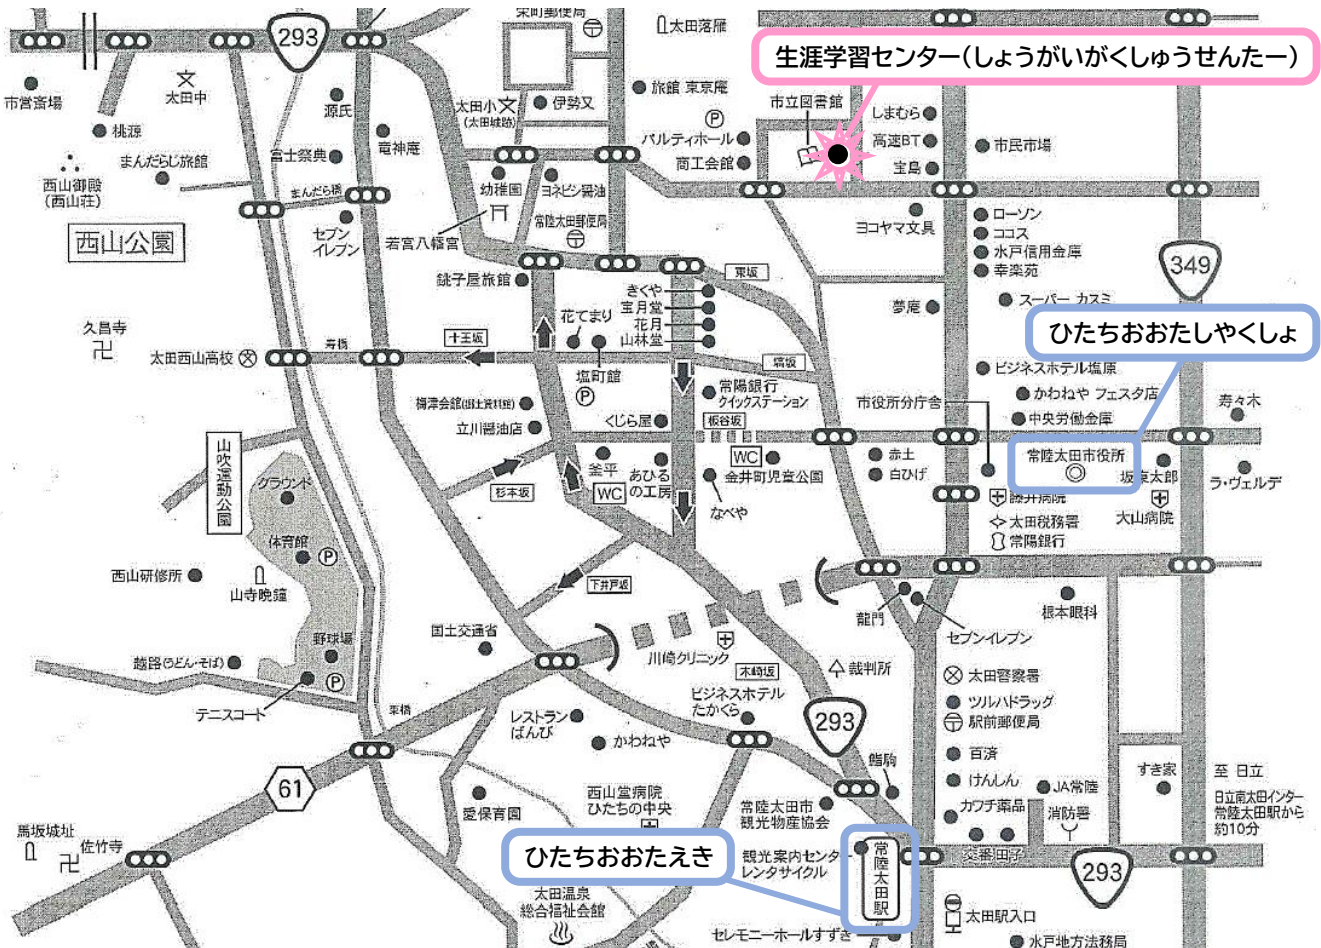 293
栄町郵便局
太田落雁
生涯学習センター(しょうがいがくしゅうせんたー)
市営斎場
太田中
源氏
太田小
(太田城跡)
伊勢又
旅館 東京庵
P
市立図書館
しまむら
桃源
竜神庵
パルティホール
高速BT
市民市場
まんだらじ旅館
富士祭典
商工会館
宝島
西山御殿
(西山荘)
まんだら橋
幼稚園
ヨネビシ醤油
西山公園
セブン
イレブン
若宮八幡宮
常陸太田郵便局
ヨコヤマ文具
ローソン
ココス
水戸信用金庫
幸楽苑
349
銚子屋旅館
東坂
きくや
宝月堂
花月
山林堂
夢庵
スーパー カスミ
久昌寺
太田西山高校
寿橋
十王坂
花てまり
塩町館
P
塙坂
ひたちおおたしやくしょ
ビジネスホテル塩原
かわねや フェスタ店
中央労働金庫
寿々木
梅津会館(郷土資料館)
立川醤油店
くじら屋
常陽銀行
クイックステーション
板谷坂
市役所分庁舎
山吹運動公園
グラウンド
杉本坂
釜平
WC
あひる
の工房
WC
金井町児童公園
なべや
赤土
白ひげ
常陸太田市役所
坂東太郎
ラ・ヴェルデ
藤井病院
大山病院
太田税務署
常陽銀行
体育館
P
西山研修所
山寺晩鐘
下井戸坂
龍門
セブンイレブン
根本眼科
野球場
P
越路(うどん・そば)
国土交通省
川崎クリニック
木崎坂
裁判所
太田警察署
テニスコート
レストラン
ばんび
かわねや
ビジネスホテル
たかくら
293
ツルハドラッグ
駅前郵便局
百済
けんしん
61
愛保育園
西山堂病院
ひたちの中央
常陸太田市
観光物産協会
鮨駒
カワチ薬品
JA常陸
消防署
すき家
至 日立
日立南太田インター
常陸太田駅から
約10分
馬坂城址
佐竹寺
ひたちおおたえき
観光案内センター
レンタサイクル
常陸太田駅
交番
田子
293
太田温泉
総合福祉会館
セレモニーホールすずき
太田駅入口
水戸地方法務局